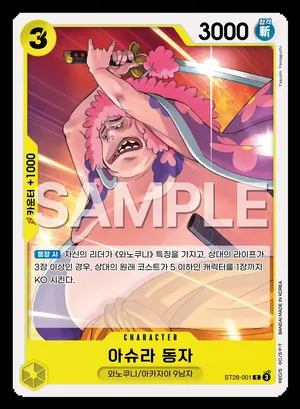 3
3000
참격
斬
카운터 +1000
SAMPLE
등장 시 자신의 리더가 《와노쿠니》 특징을 가지고, 상대의 라이프가
3장 이상인 경우, 상대의 원래 코스트가 5 이하인 캐릭터를 1장까지
KO 시킨다.
CHARACTER
아슈라 동자
와노쿠니/아카자야 9남자
ST28-001
BANDAI MADE IN KOREA